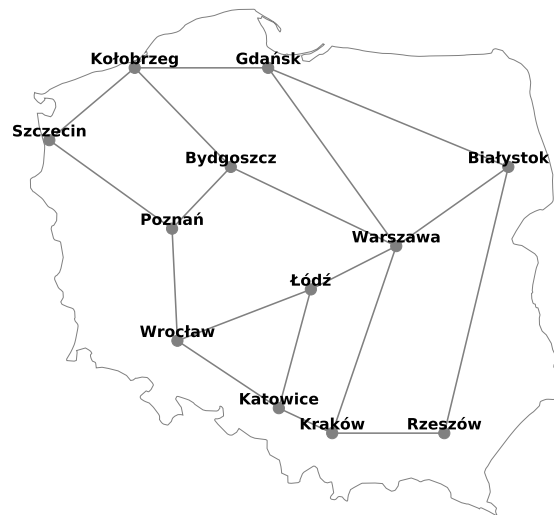 Kołobrzeg
Gdańsk
Szczecin
Bydgoszcz
Białystok
Poznań
Warszawa
Łódź
Wrocław
Katowice
Kraków
Rzeszów